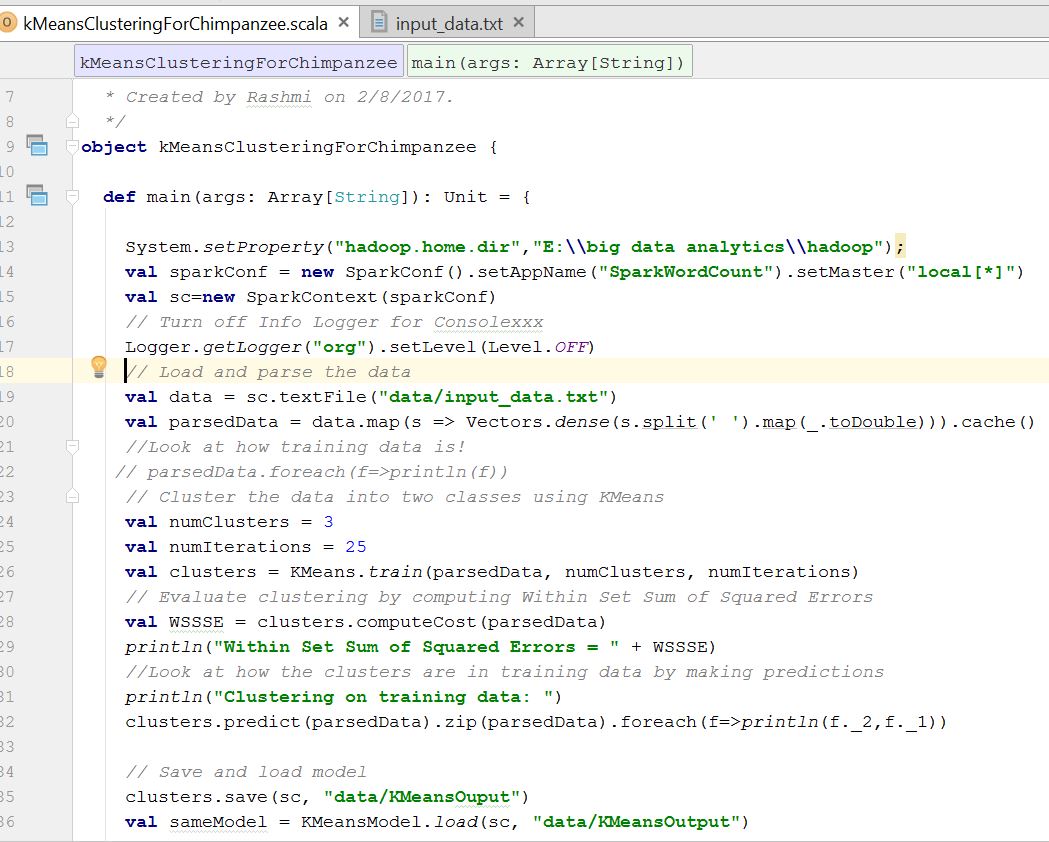 kMeansClusteringForChimpanzee.scala × input_data.txt ×
kMeansClusteringForChimpanzee main(args: Array[String])
7 * Created by Rashmi on 2/8/2017.
8 */
9 object kMeansClusteringForChimpanzee {
10
11 def main(args: Array[String]): Unit = {
12
13 System.setProperty("hadoop.home.dir","E:\\big data analytics\\hadoop");
14 val sparkConf = new SparkConf().setAppName("SparkWordCount").setMaster("local[*]")
15 val sc=new SparkContext(sparkConf)
16 // Turn off Info Logger for Consolexxx
17 Logger.getLogger("org").setLevel(Level.OFF)
18 // Load and parse the data
19 val data = sc.textFile("data/input_data.txt")
20 val parsedData = data.map(s => Vectors.dense(s.split(' ').map(_.toDouble))).cache()
21 //Look at how training data is!
22 // parsedData.foreach(f=>println(f))
23 // Cluster the data into two classes using KMeans
24 val numClusters = 3
25 val numIterations = 25
26 val clusters = KMeans.train(parsedData, numClusters, numIterations)
27 // Evaluate clustering by computing Within Set Sum of Squared Errors
28 val WSSSE = clusters.computeCost(parsedData)
29 println("Within Set Sum of Squared Errors = " + WSSSE)
30 //Look at how the clusters are in training data by making predictions
31 println("Clustering on training data: ")
32 clusters.predict(parsedData).zip(parsedData).foreach(f=>println(f._2,f._1))
33
34 // Save and load model
35 clusters.save(sc, "data/KMeansOuput")
36 val sameModel = KMeansModel.load(sc, "data/KMeansOutput")